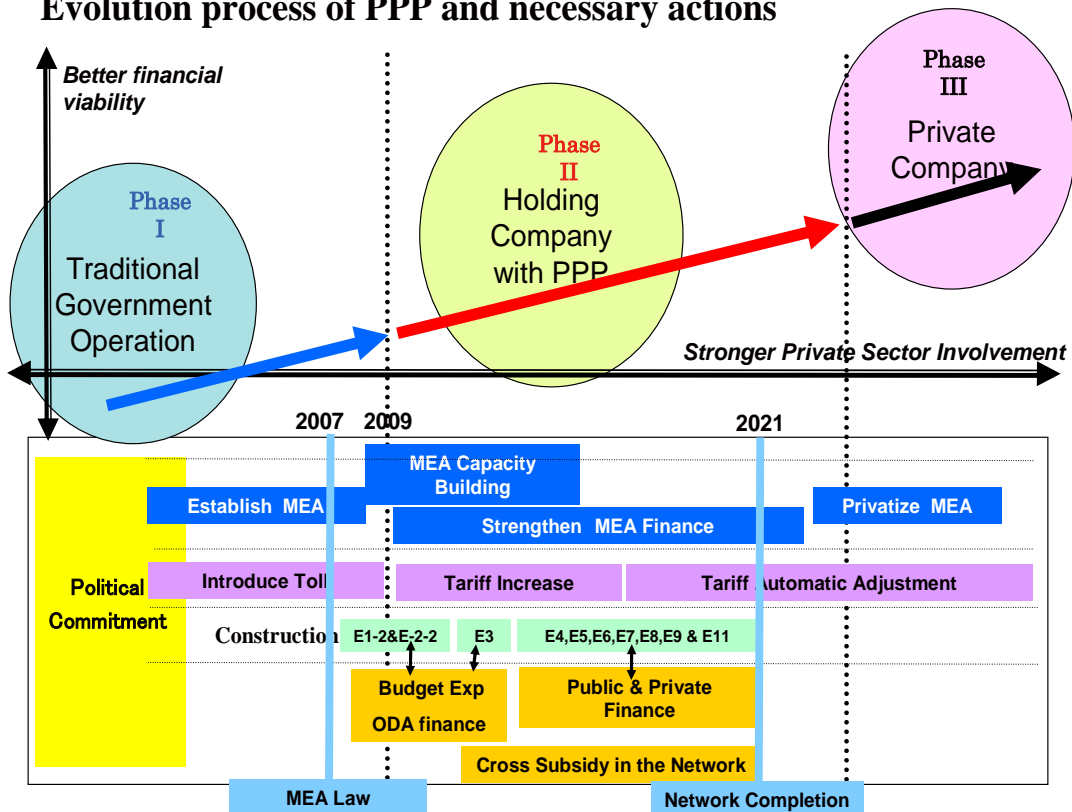 Evolution process of PPP and necessary actions
Better financial
viability
Phase
I
Traditional
Government
Operation
Phase
II
Holding
Company
with PPP
Phase
III
Private
Company
Stronger Private Sector Involvement
2007
2009
2021
Political
Commitment
MEA Capacity
Building
Establish MEA
Strengthen MEA Finance
Privatize MEA
Introduce Toll
Tariff Increase
Tariff Automatic Adjustment
Construction
E1-2&E-2-2
E3
E4,E5,E6,E7,E8,E9 & E11
Budget Exp
ODA finance
Public & Private
Finance
Cross Subsidy in the Network
MEA Law
Network Completion